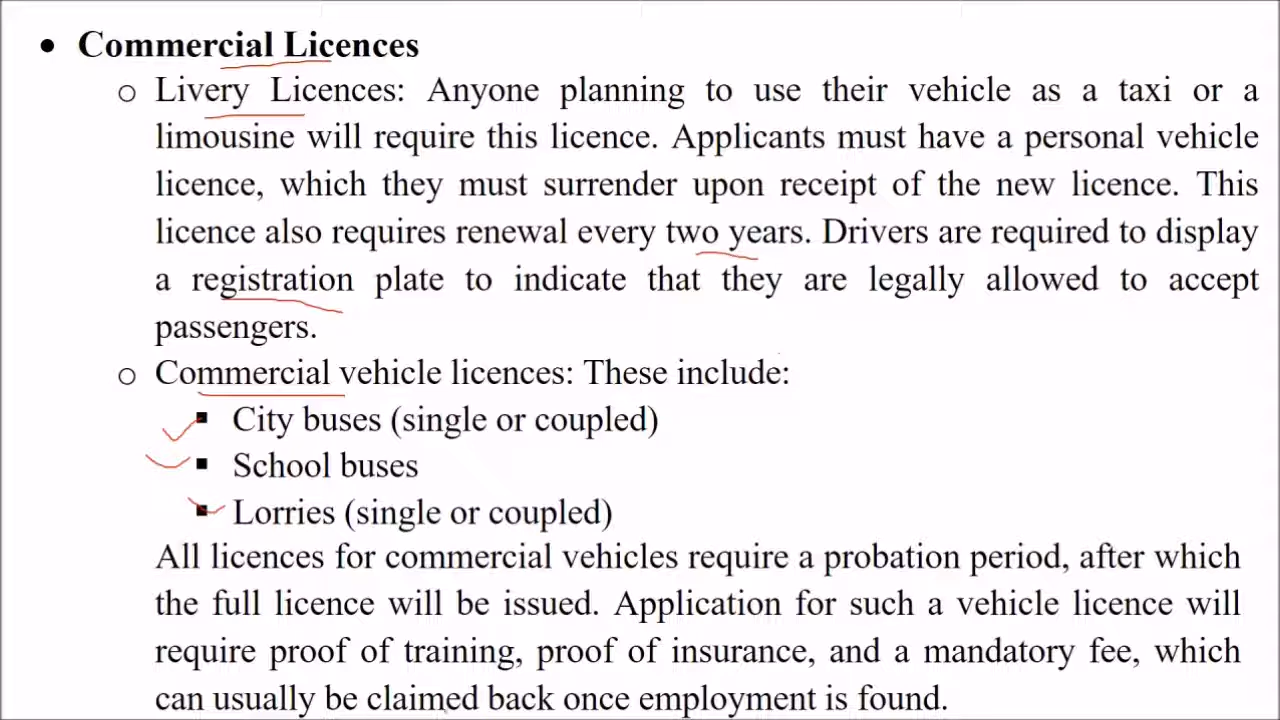 • Commercial Licences
o Livery Licences: Anyone planning to use their vehicle as a taxi or a
limousine will require this licence. Applicants must have a personal vehicle
licence, which they must surrender upon receipt of the new licence. This
licence also requires renewal every two years. Drivers are required to display
a registration plate to indicate that they are legally allowed to accept
passengers.
o Commercial vehicle licences: These include:
▪ City buses (single or coupled)
▪ School buses
▪ Lorries (single or coupled)
All licences for commercial vehicles require a probation period, after which
the full licence will be issued. Application for such a vehicle licence will
require proof of training, proof of insurance, and a mandatory fee, which
can usually be claimed back once employment is found.